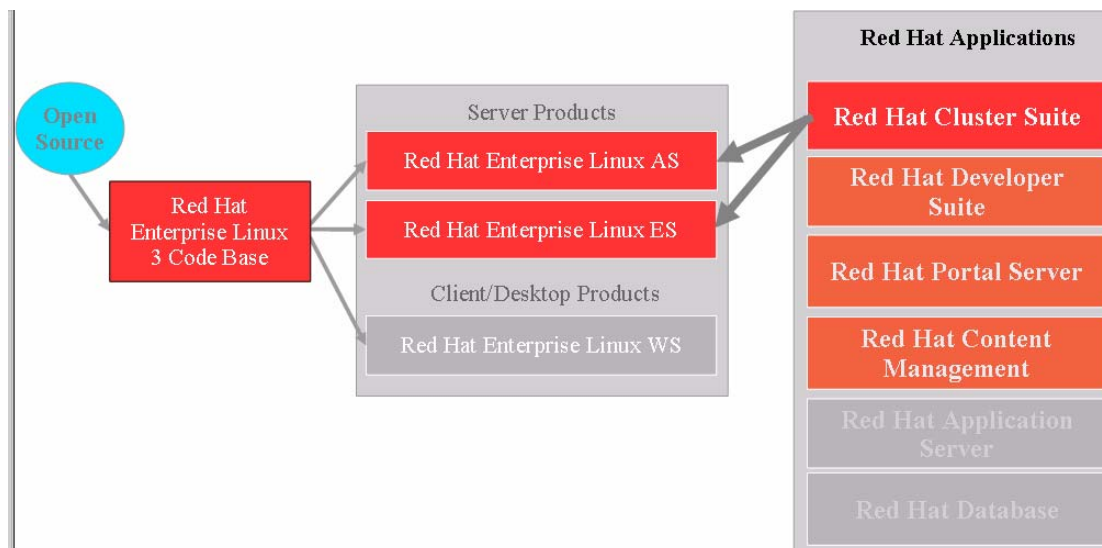 Open
Source
Red Hat
Enterprise Linux
3 Code Base
Server Products
Red Hat Enterprise Linux AS
Red Hat Enterprise Linux ES
Client/Desktop Products
Red Hat Enterprise Linux WS
Red Hat Applications
Red Hat Cluster Suite
Red Hat Developer
Suite
Red Hat Portal Server
Red Hat Content
Management
Red Hat Application
Server
Red Hat Database